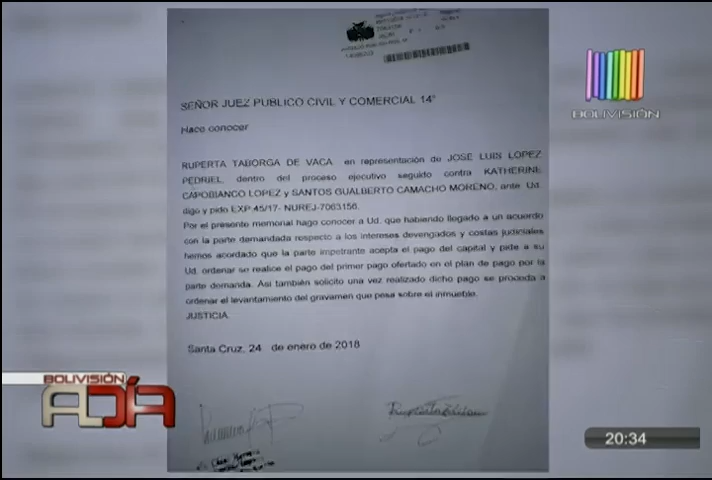 SEÑOR JUEZ PUBLICO CIVIL Y COMERCIAL 14°
Hace conocer
RUPERTA TABORGA DE VACA en representación de JOSE LUIS LOPEZ
PEDRIEL, dentro del proceso ejecutivo seguido contra KATHERINE
CAPOBIANCO LOPEZ y SANTOS GUALBERTO CAMACHO MORENO, ante Ud.
digo y pido EXP 45/17- NUREJ-7063156.
Por el presente memorial hago conocer a Ud. que habiendo llegado a un acuerdo
con la parte demandada respecto a los intereses devengados y costas judiciales
hemos acordado que la parte impetrante acepta el pago del capital y pide a su
Ud. ordenar se realice el pago del primer pago ofertado en el plan de pago por la
parte demanda. Así también solicito una vez realizado dicho pago se proceda a
ordenar el levantamiento del gravamen que pesa sobre el inmueble.
JUSTICIA.
Santa Cruz, 24 de enero de 2018
BOLIVISIÓN
BOLIVISIÓN
AL DÍA
20:34